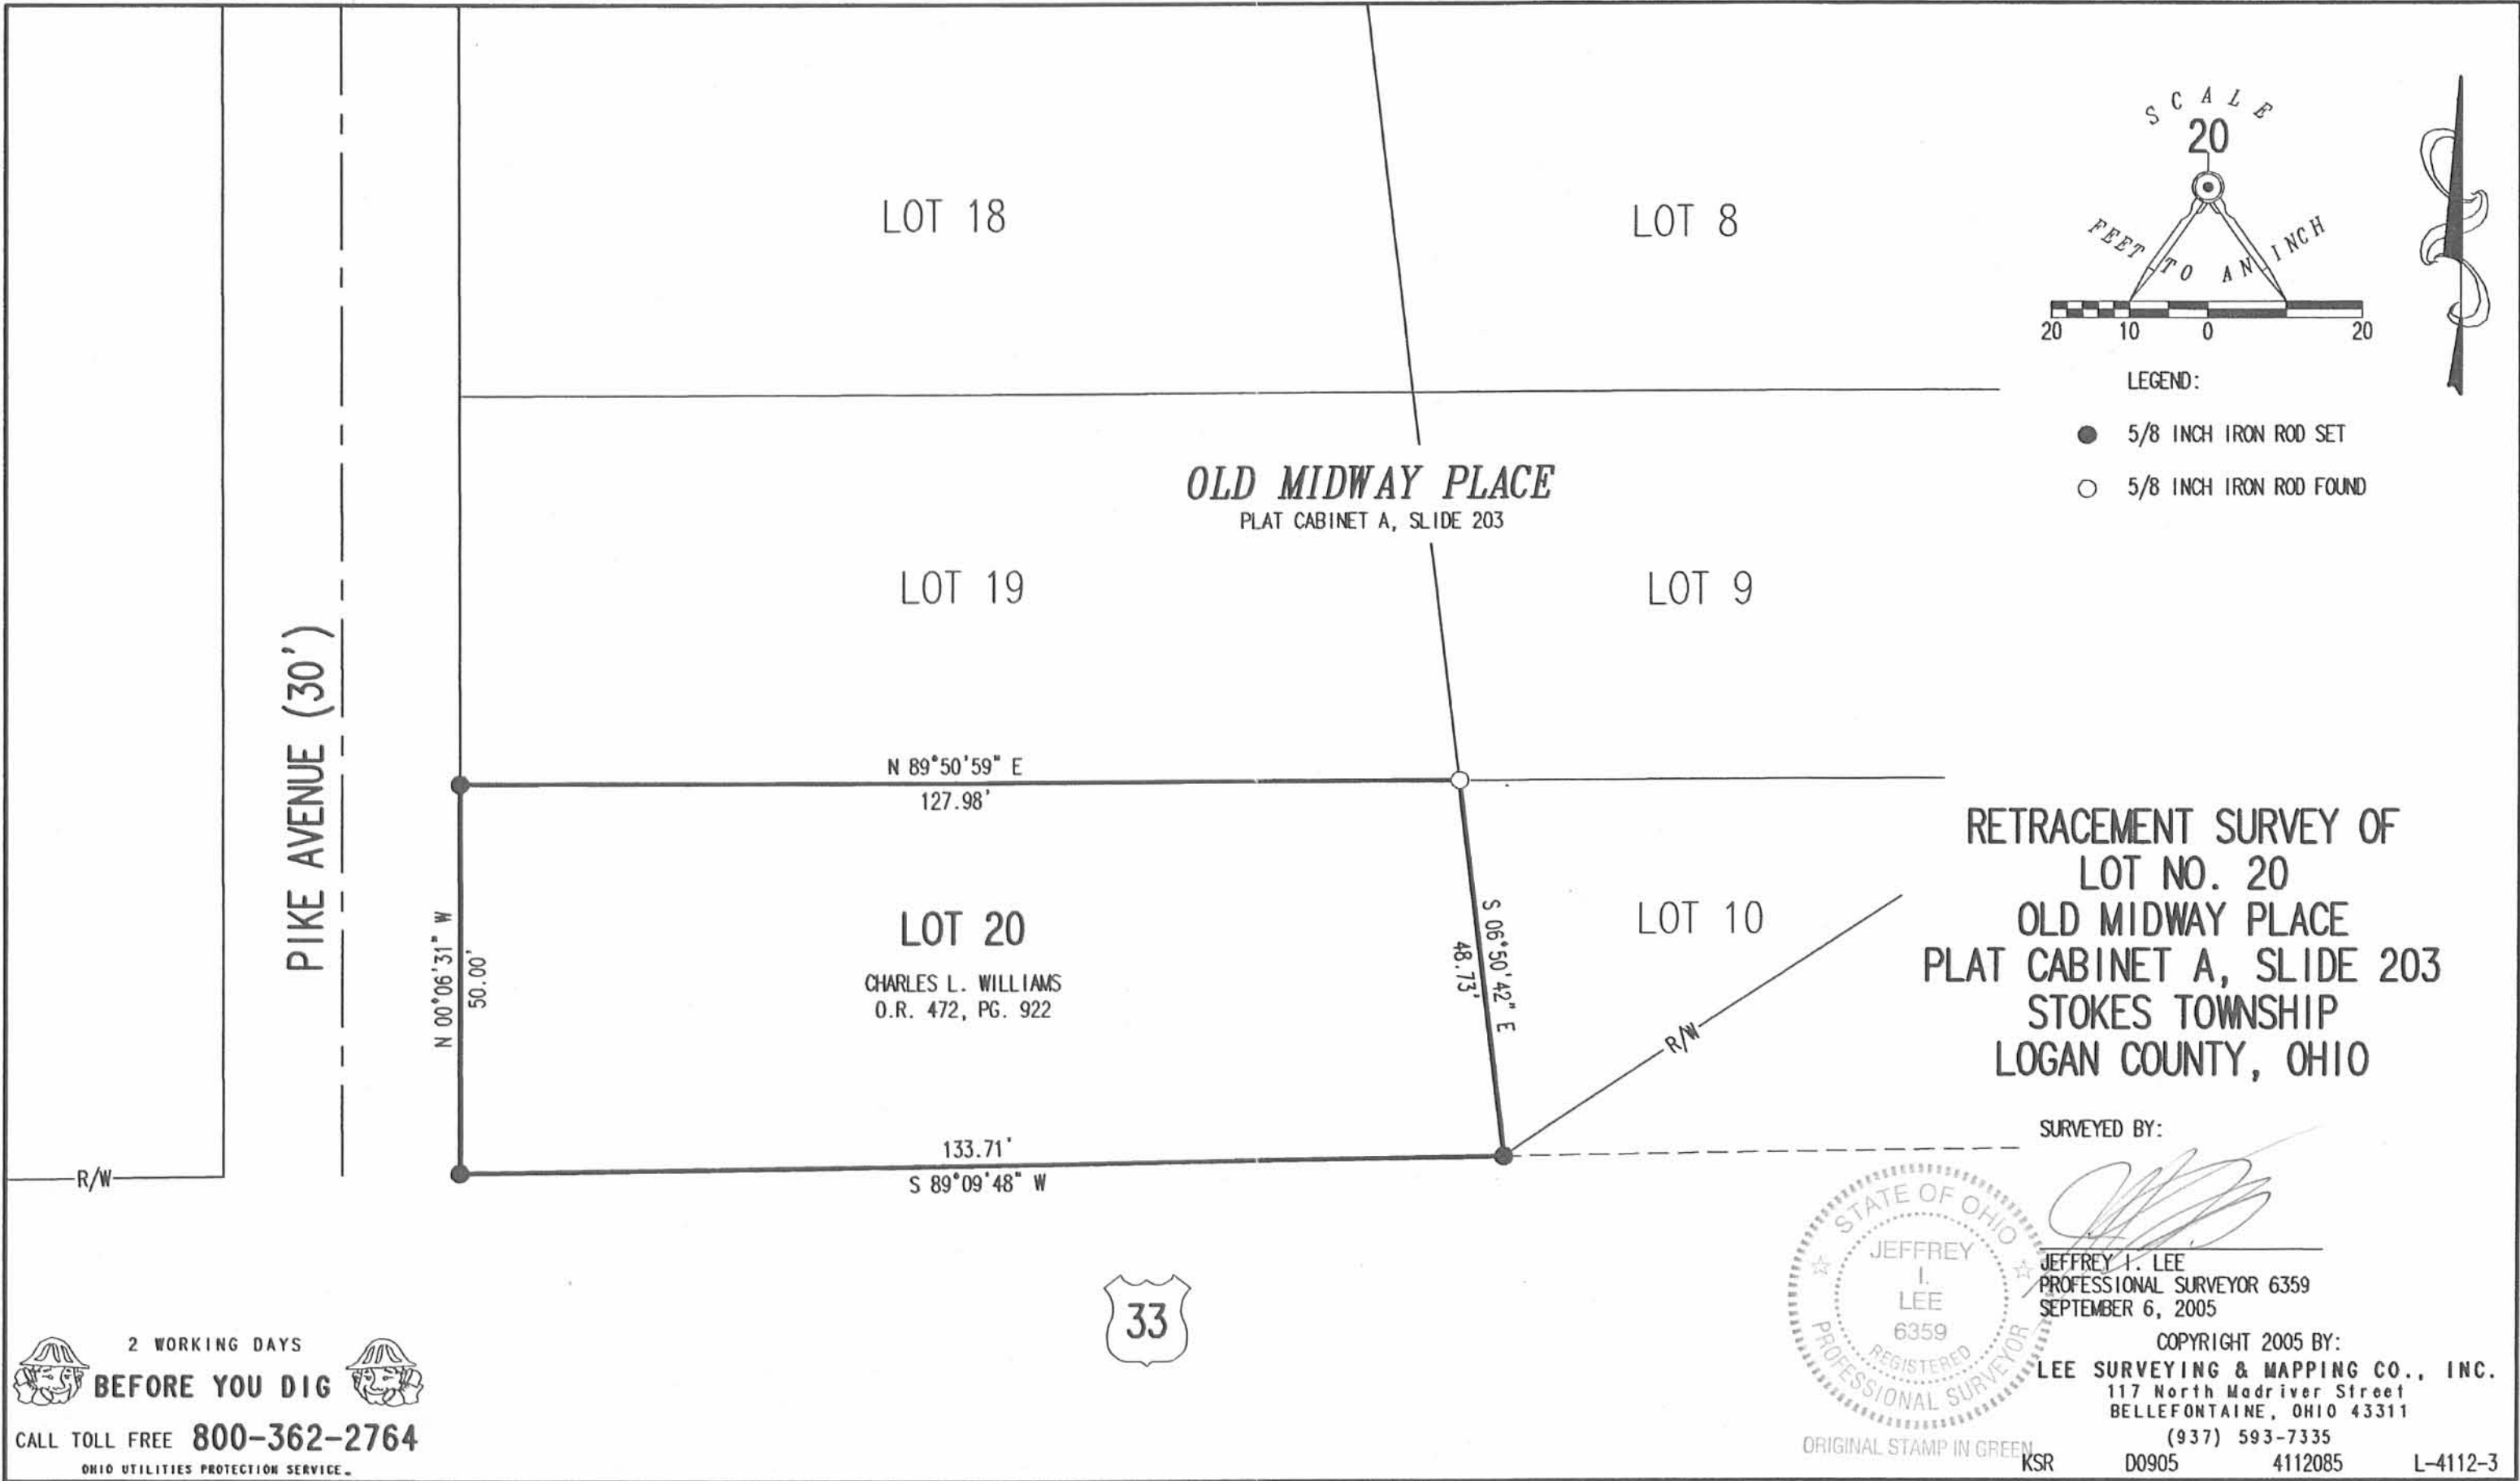 LOT 18
LOT 8
SCALE
20
FEET TO AN INCH
20 10 0 20
LEGEND:
5/8 INCH IRON ROD SET
5/8 INCH IRON ROD FOUND
OLD MIDWAY PLACE
PLAT CABINET A, SLIDE 203
LOT 19
LOT 9
PIKE AVENUE (30')
N 89°50'59" E
127.98'
N 00°06'31" W
50.00'
LOT 20
CHARLES L. WILLIAMS
O.R. 472, PG. 922
S 06°50'42" E
48.73'
LOT 10
R/W
133.71'
S 89°09'48" W
R/W
33
RETRACEMENT SURVEY OF
LOT NO. 20
OLD MIDWAY PLACE
PLAT CABINET A, SLIDE 203
STOKES TOWNSHIP
LOGAN COUNTY, OHIO
SURVEYED BY:
JEFFREY I. LEE
PROFESSIONAL SURVEYOR 6359
SEPTEMBER 6, 2005
STATE OF OHIO
JEFFREY
I.
LEE
6359
REGISTERED
PROFESSIONAL SURVEYOR
ORIGINAL STAMP IN GREEN
COPYRIGHT 2005 BY:
LEE SURVEYING & MAPPING CO., INC.
117 North Madriver Street
BELLEFONTAINE, OHIO 43311
(937) 593-7335
KSR D0905 4112085 L-4112-3
2 WORKING DAYS
BEFORE YOU DIG
CALL TOLL FREE 800-362-2764
OHIO UTILITIES PROTECTION SERVICE.